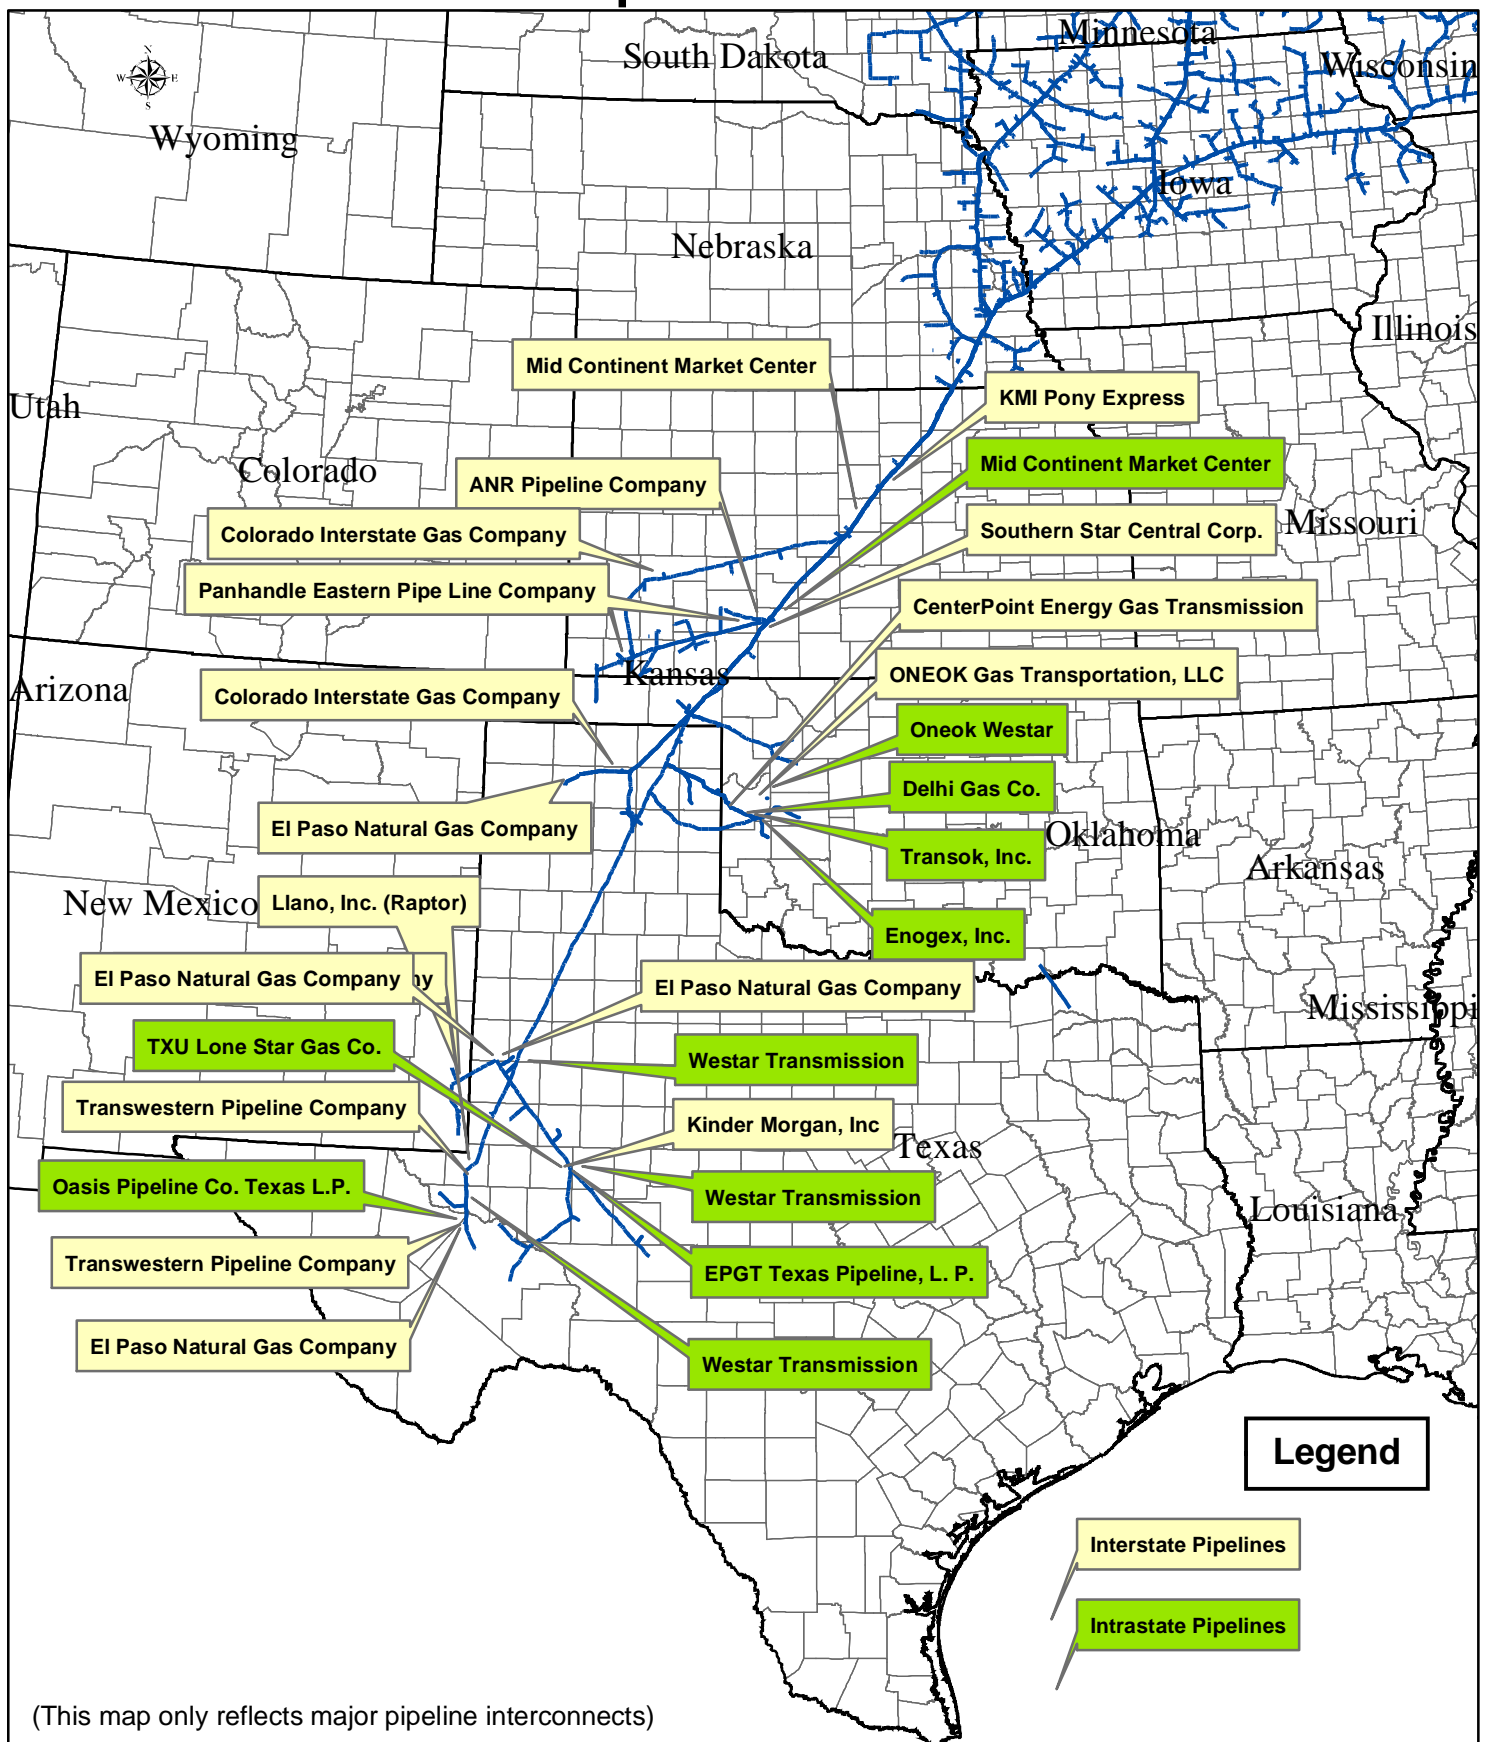 South Dakota
Minnesota
Wisconsin
N
W E
S
Wyoming
Iowa
Nebraska
Illinois
Mid Continent Market Center
KMI Pony Express
Utah
Colorado
Mid Continent Market Center
ANR Pipeline Company
Missouri
Colorado Interstate Gas Company
Southern Star Central Corp.
Panhandle Eastern Pipe Line Company
CenterPoint Energy Gas Transmission
Kansas
ONEOK Gas Transportation, LLC
Arizona
Colorado Interstate Gas Company
Oneok Westar
Delhi Gas Co.
El Paso Natural Gas Company
Oklahoma
Transok, Inc.
Arkansas
New Mexico
Llano, Inc. (Raptor)
Enogex, Inc.
El Paso Natural Gas Company
ny
El Paso Natural Gas Company
Mississippi
TXU Lone Star Gas Co.
Westar Transmission
Transwestern Pipeline Company
Kinder Morgan, Inc
Texas
Oasis Pipeline Co. Texas L.P.
Westar Transmission
Louisiana
Transwestern Pipeline Company
EPGT Texas Pipeline, L. P.
El Paso Natural Gas Company
Westar Transmission
Legend
Interstate Pipelines
Intrastate Pipelines
(This map only reflects major pipeline interconnects)